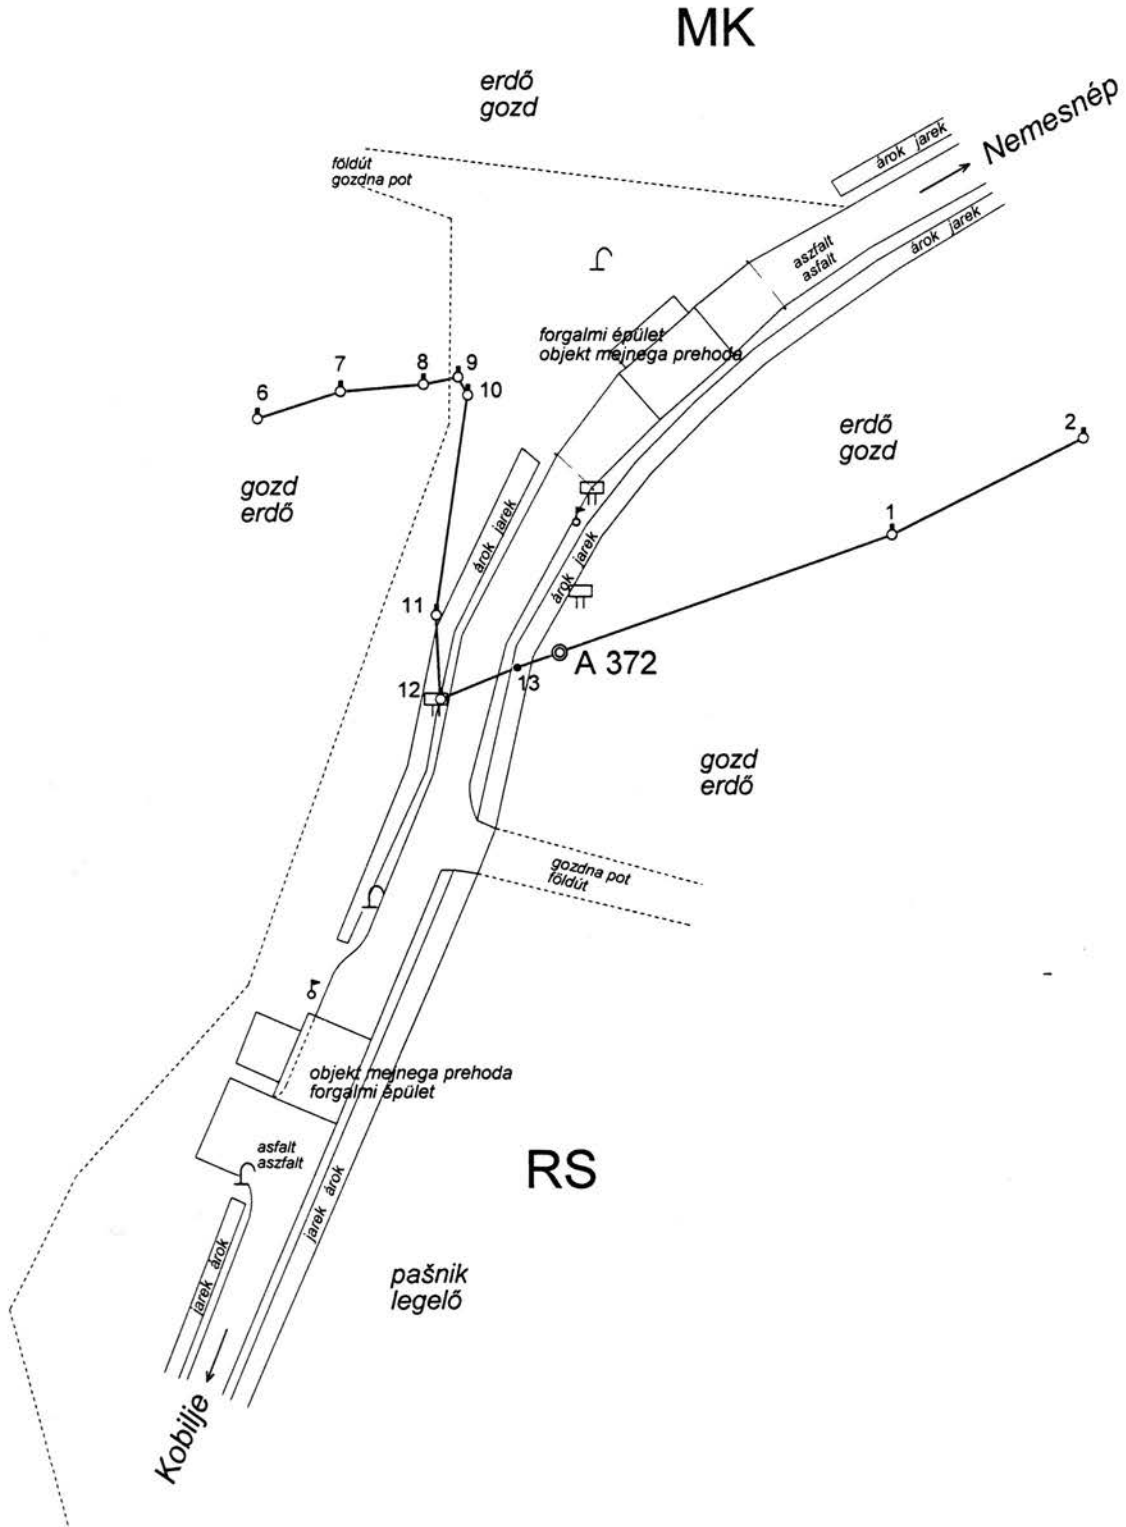 MK
erdő
gozd
Nemesnép
árok jarek
földút
gozdna pot
aszfalt
asfalt
árok jarek
forgalmi épület
objekt mejnega prehoda
6
7
8
9
10
2
erdő
gozd
gozd
erdő
1
árok jarek
árok jarek
11
A 372
13
12
gozd
erdő
gozdna pot
földút
objekt mejnega prehoda
forgalmi épület
asfalt
aszfalt
RS
jarek árok
jarek árok
pašnik
legelő
Kobilje